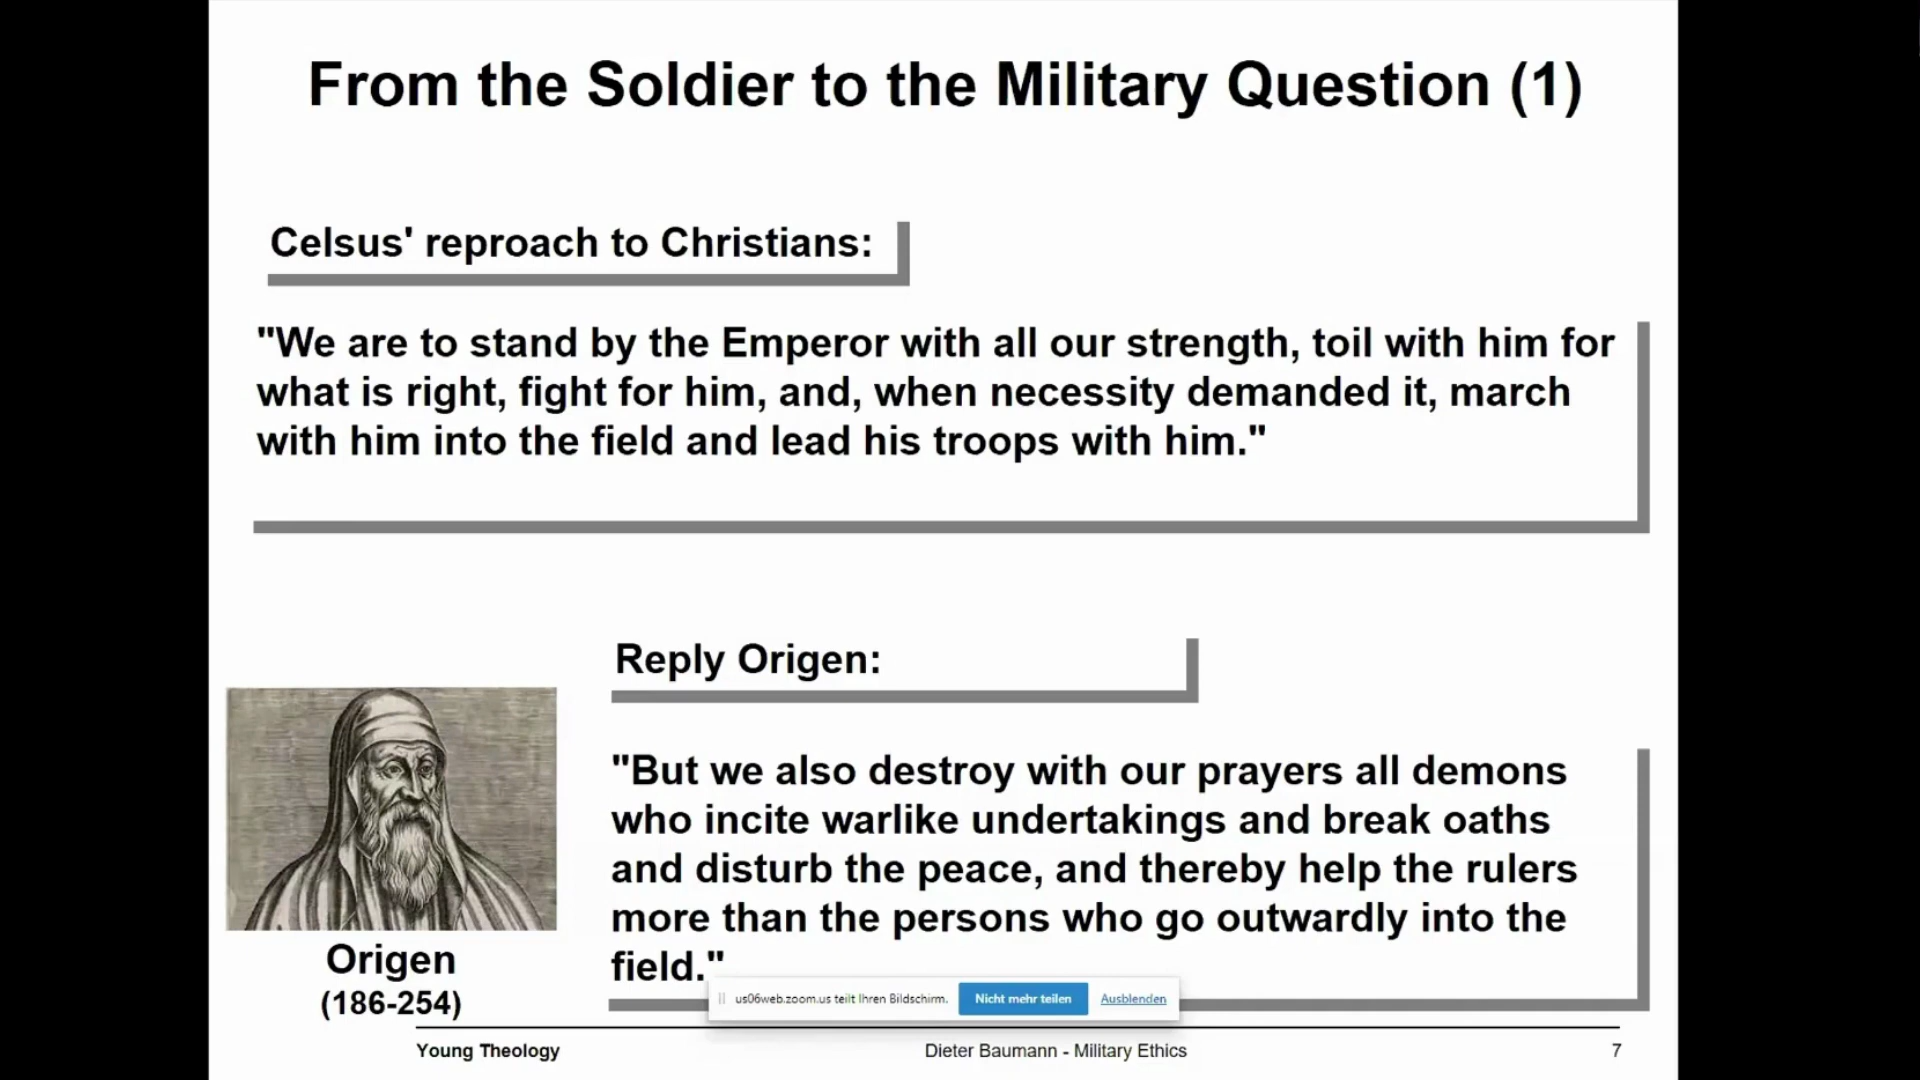 From the Soldier to the Military Question (1)
Celsus' reproach to Christians:
"We are to stand by the Emperor with all our strength, toil with him for
what is right, fight for him, and, when necessity demanded it, march
with him into the field and lead his troops with him."
Reply Origen:
"But we also destroy with our prayers all demons
who incite warlike undertakings and break oaths
and disturb the peace, and thereby help the rulers
more than the persons who go outwardly into the
field."
Origen
(186-254)
us06web.zoom.us teilt Ihren Bildschirm.
Nicht mehr teilen
Ausblenden
Young Theology
Dieter Baumann - Military Ethics
7